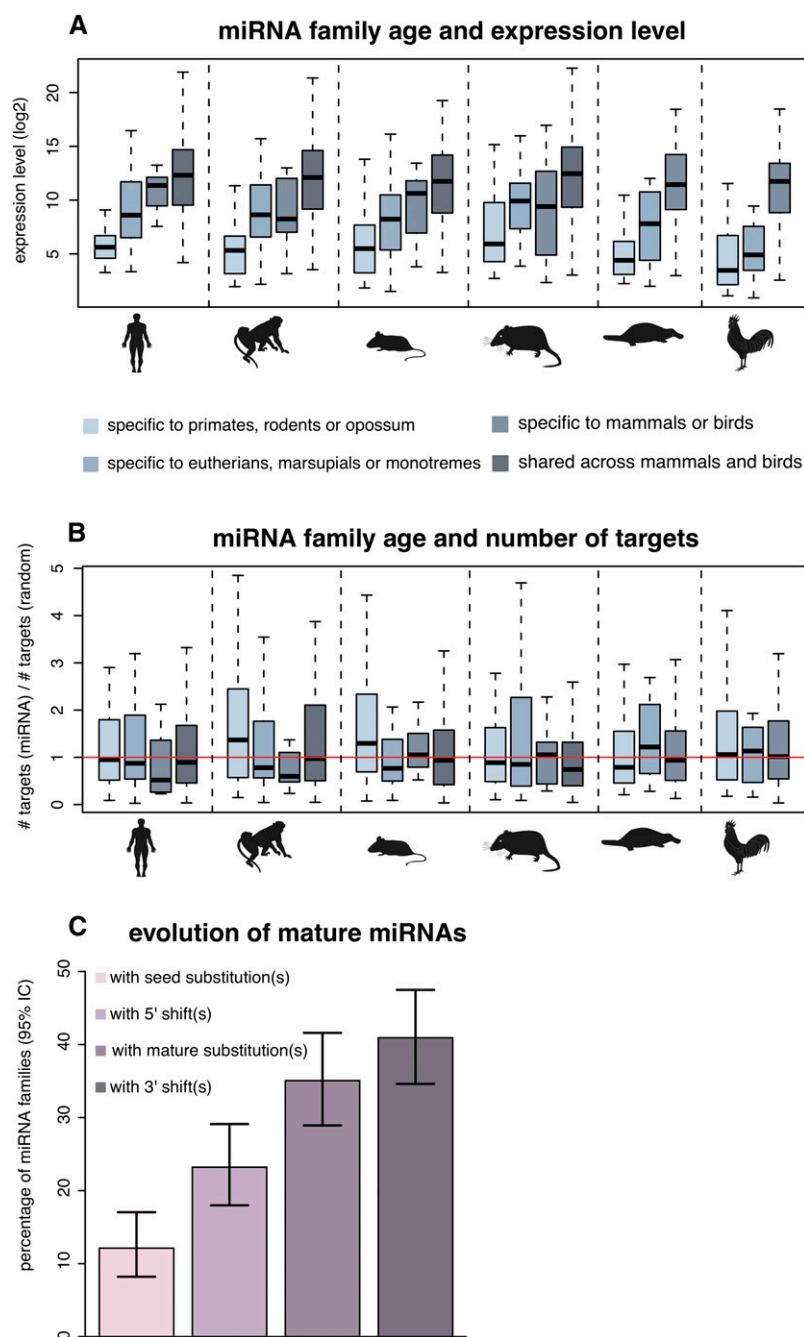 A
miRNA family age and expression level
expression level (log2)
20
15
10
5
specific to primates, rodents or opossum
specific to mammals or birds
specific to eutherians, marsupials or monotremes
shared across mammals and birds
B
miRNA family age and number of targets
# targets (miRNA) / # targets (random)
5
4
3
2
1
0
C
evolution of mature miRNAs
percentage of miRNA families (95% IC)
50
40
30
20
10
0
with seed substitution(s)
with 5' shift(s)
with mature substitution(s)
with 3' shift(s)